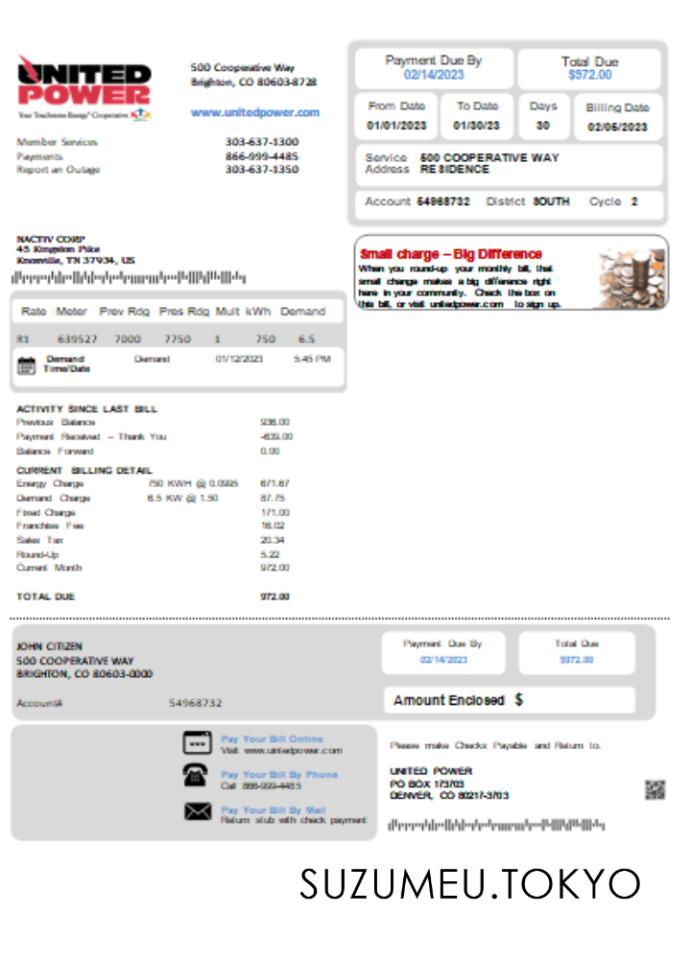 UNITED
POWER
Your Touchstone Energy® Cooperative
500 Cooperative Way
Brighton, CO 80603-8728
www.unitedpower.com
Member Services 303-637-1300
Payments 866-999-4485
Report an Outage 303-637-1350
Payment Due By
02/14/2023
Total Due
$972.00
From Date
01/01/2023
To Date
01/30/23
Days
30
Billing Date
02/05/2023
Service Address
500 COOPERATIVE WAY
RESIDENCE
Account 54968732 District SOUTH Cycle 2
NACTIV CORP
45 Kingston Pike
Knoxville, TN 37934, US
Small charge – Big Difference
When you round-up your monthly bill, that
small change makes a big difference right
here in your community. Check the box on
this bill, or visit unitedpower.com to sign up.
Rate Meter Prev Rdg Pres Rdg Mult kWh Demand
R1 639527 7000 7750 1 750 6.5
Demand Time/Date
Demand 01/12/2023 5:45 PM
ACTIVITY SINCE LAST BILL
Previous Balance 936.00
Payment Received – Thank You
Balance Forward 0.00
CURRENT BILLING DETAIL
Energy Charge 750 KWH @ 0.0995 671.67
Demand Charge 6.5 KW @ 1.50 87.75
Fixed Charge 171.00
Franchise Fee 16.02
Sales Tax 20.34
Round-Up 5.22
Current Month 972.00
TOTAL DUE 972.00
JOHN CITIZEN
500 COOPERATIVE WAY
BRIGHTON, CO 80603-0000
Account# 54968732
Payment Due By
02/14/2023
Total Due
$972.00
Amount Enclosed $
Pay Your Bill Online
Visit www.unitedpower.com
Pay Your Bill By Phone
Call 866-999-4485
Pay Your Bill By Mail
Return stub with check payment
Please make Checks Payable and Return to:
UNITED POWER
PO BOX 173703
DENVER, CO 80217-3703
SUZUMEU.TOKYO